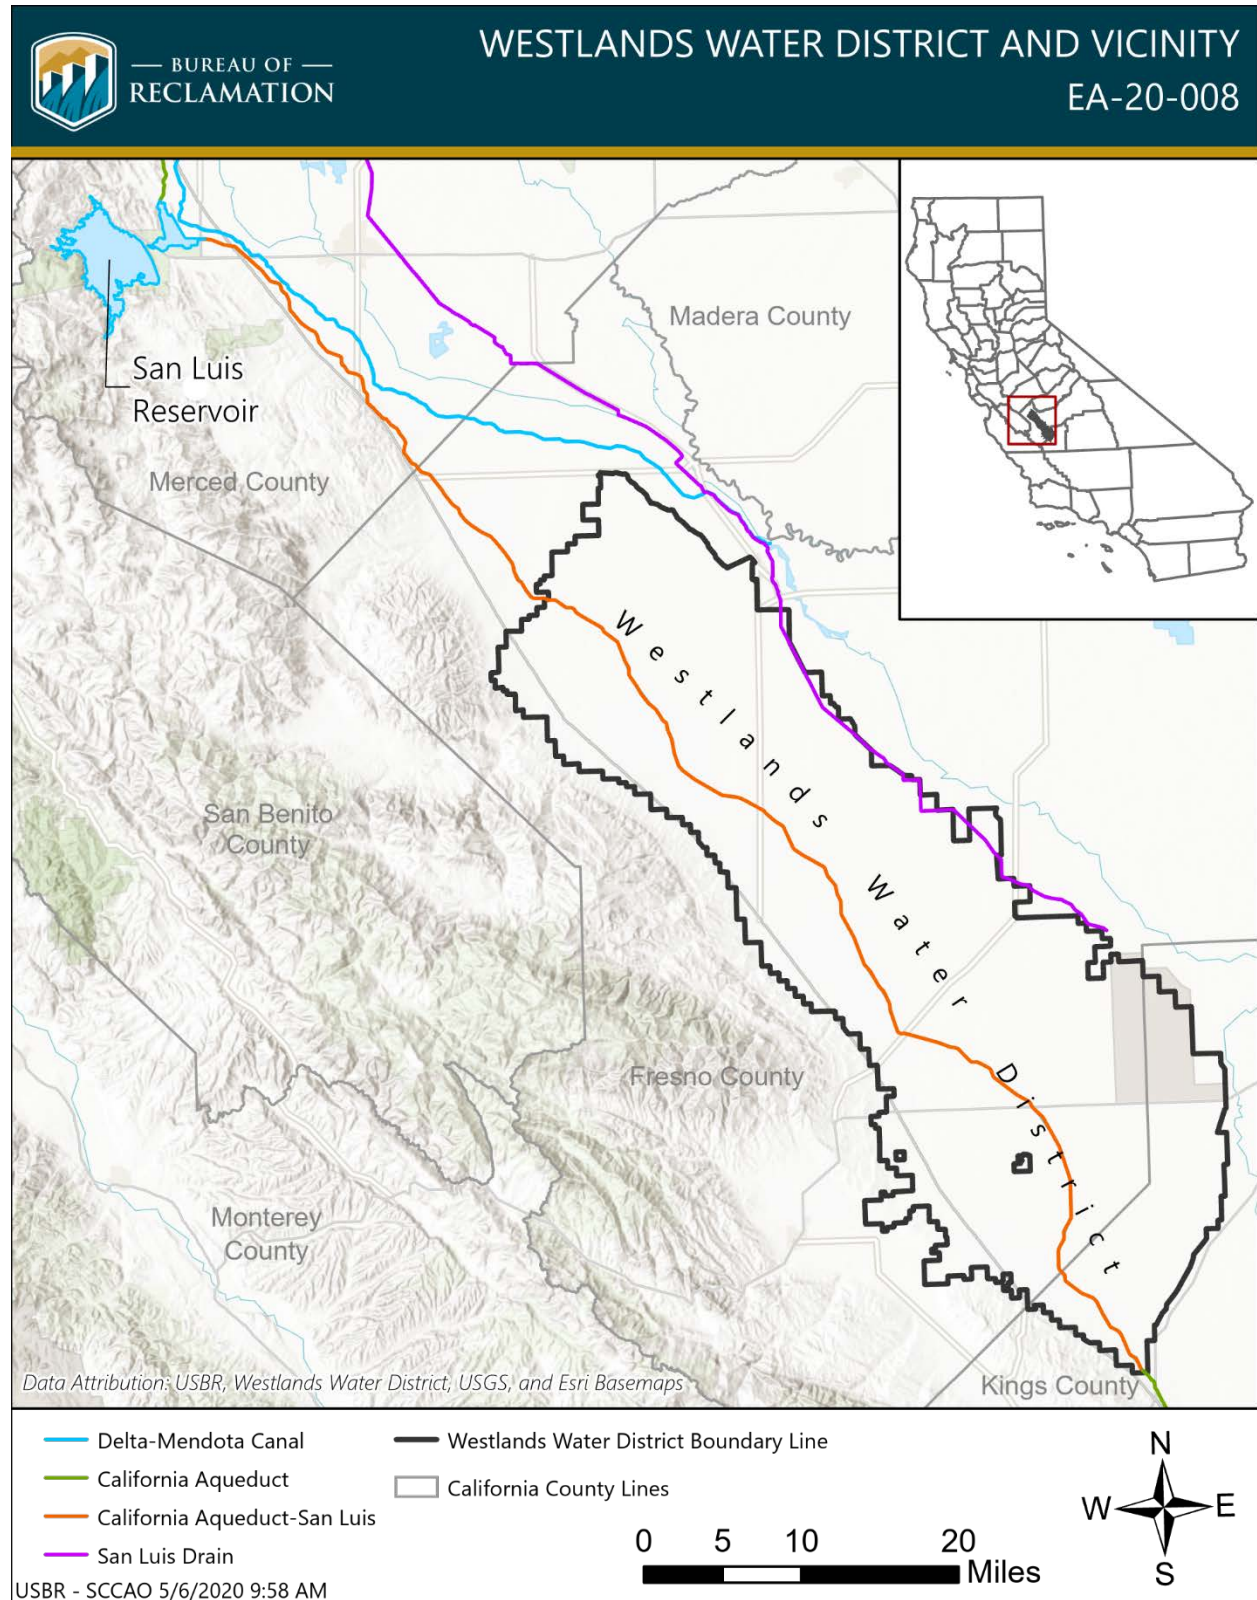 BUREAU OF
RECLAMATION
WESTLANDS WATER DISTRICT AND VICINITY
EA-20-008
Madera County
San Luis
Reservoir
Merced County
Westlands Water District
San Benito
County
Fresno County
Monterey
County
Data Attribution: USBR, Westlands Water District, USGS, and Esri Basemaps
Kings County
Delta-Mendota Canal
California Aqueduct
California Aqueduct-San Luis
San Luis Drain
Westlands Water District Boundary Line
California County Lines
N
W
E
S
0 5 10 20
Miles
USBR - SCCAO 5/6/2020 9:58 AM